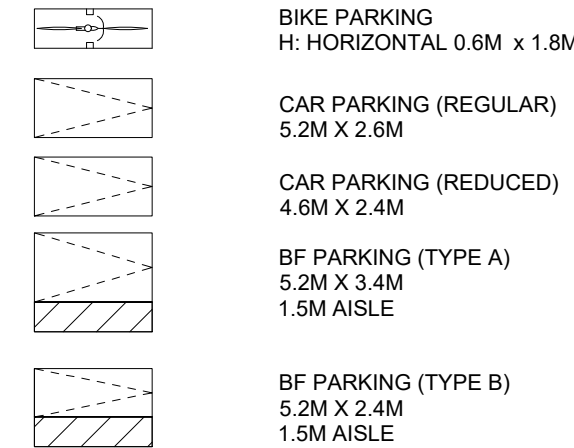 BIKE PARKING
H: HORIZONTAL 0.6M x 1.8M
CAR PARKING (REGULAR)
5.2M X 2.6M
CAR PARKING (REDUCED)
4.6M X 2.4M
BF PARKING (TYPE A)
5.2M X 3.4M
1.5M AISLE
BF PARKING (TYPE B)
5.2M X 2.4M
1.5M AISLE